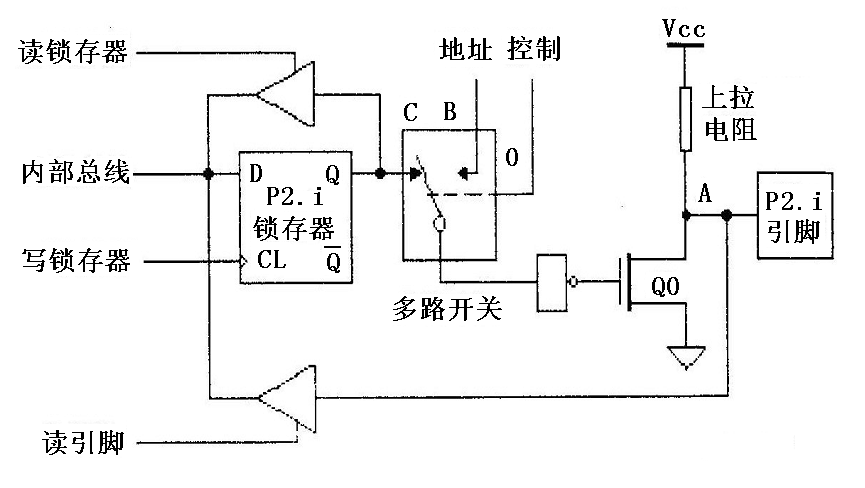 读锁存器
地址 控制
Vcc
上拉
电阻
C B
O
内部总线
D Q
P2.i
锁存器
CL Q
写锁存器
A
P2.i
引脚
Q0
多路开关
读引脚